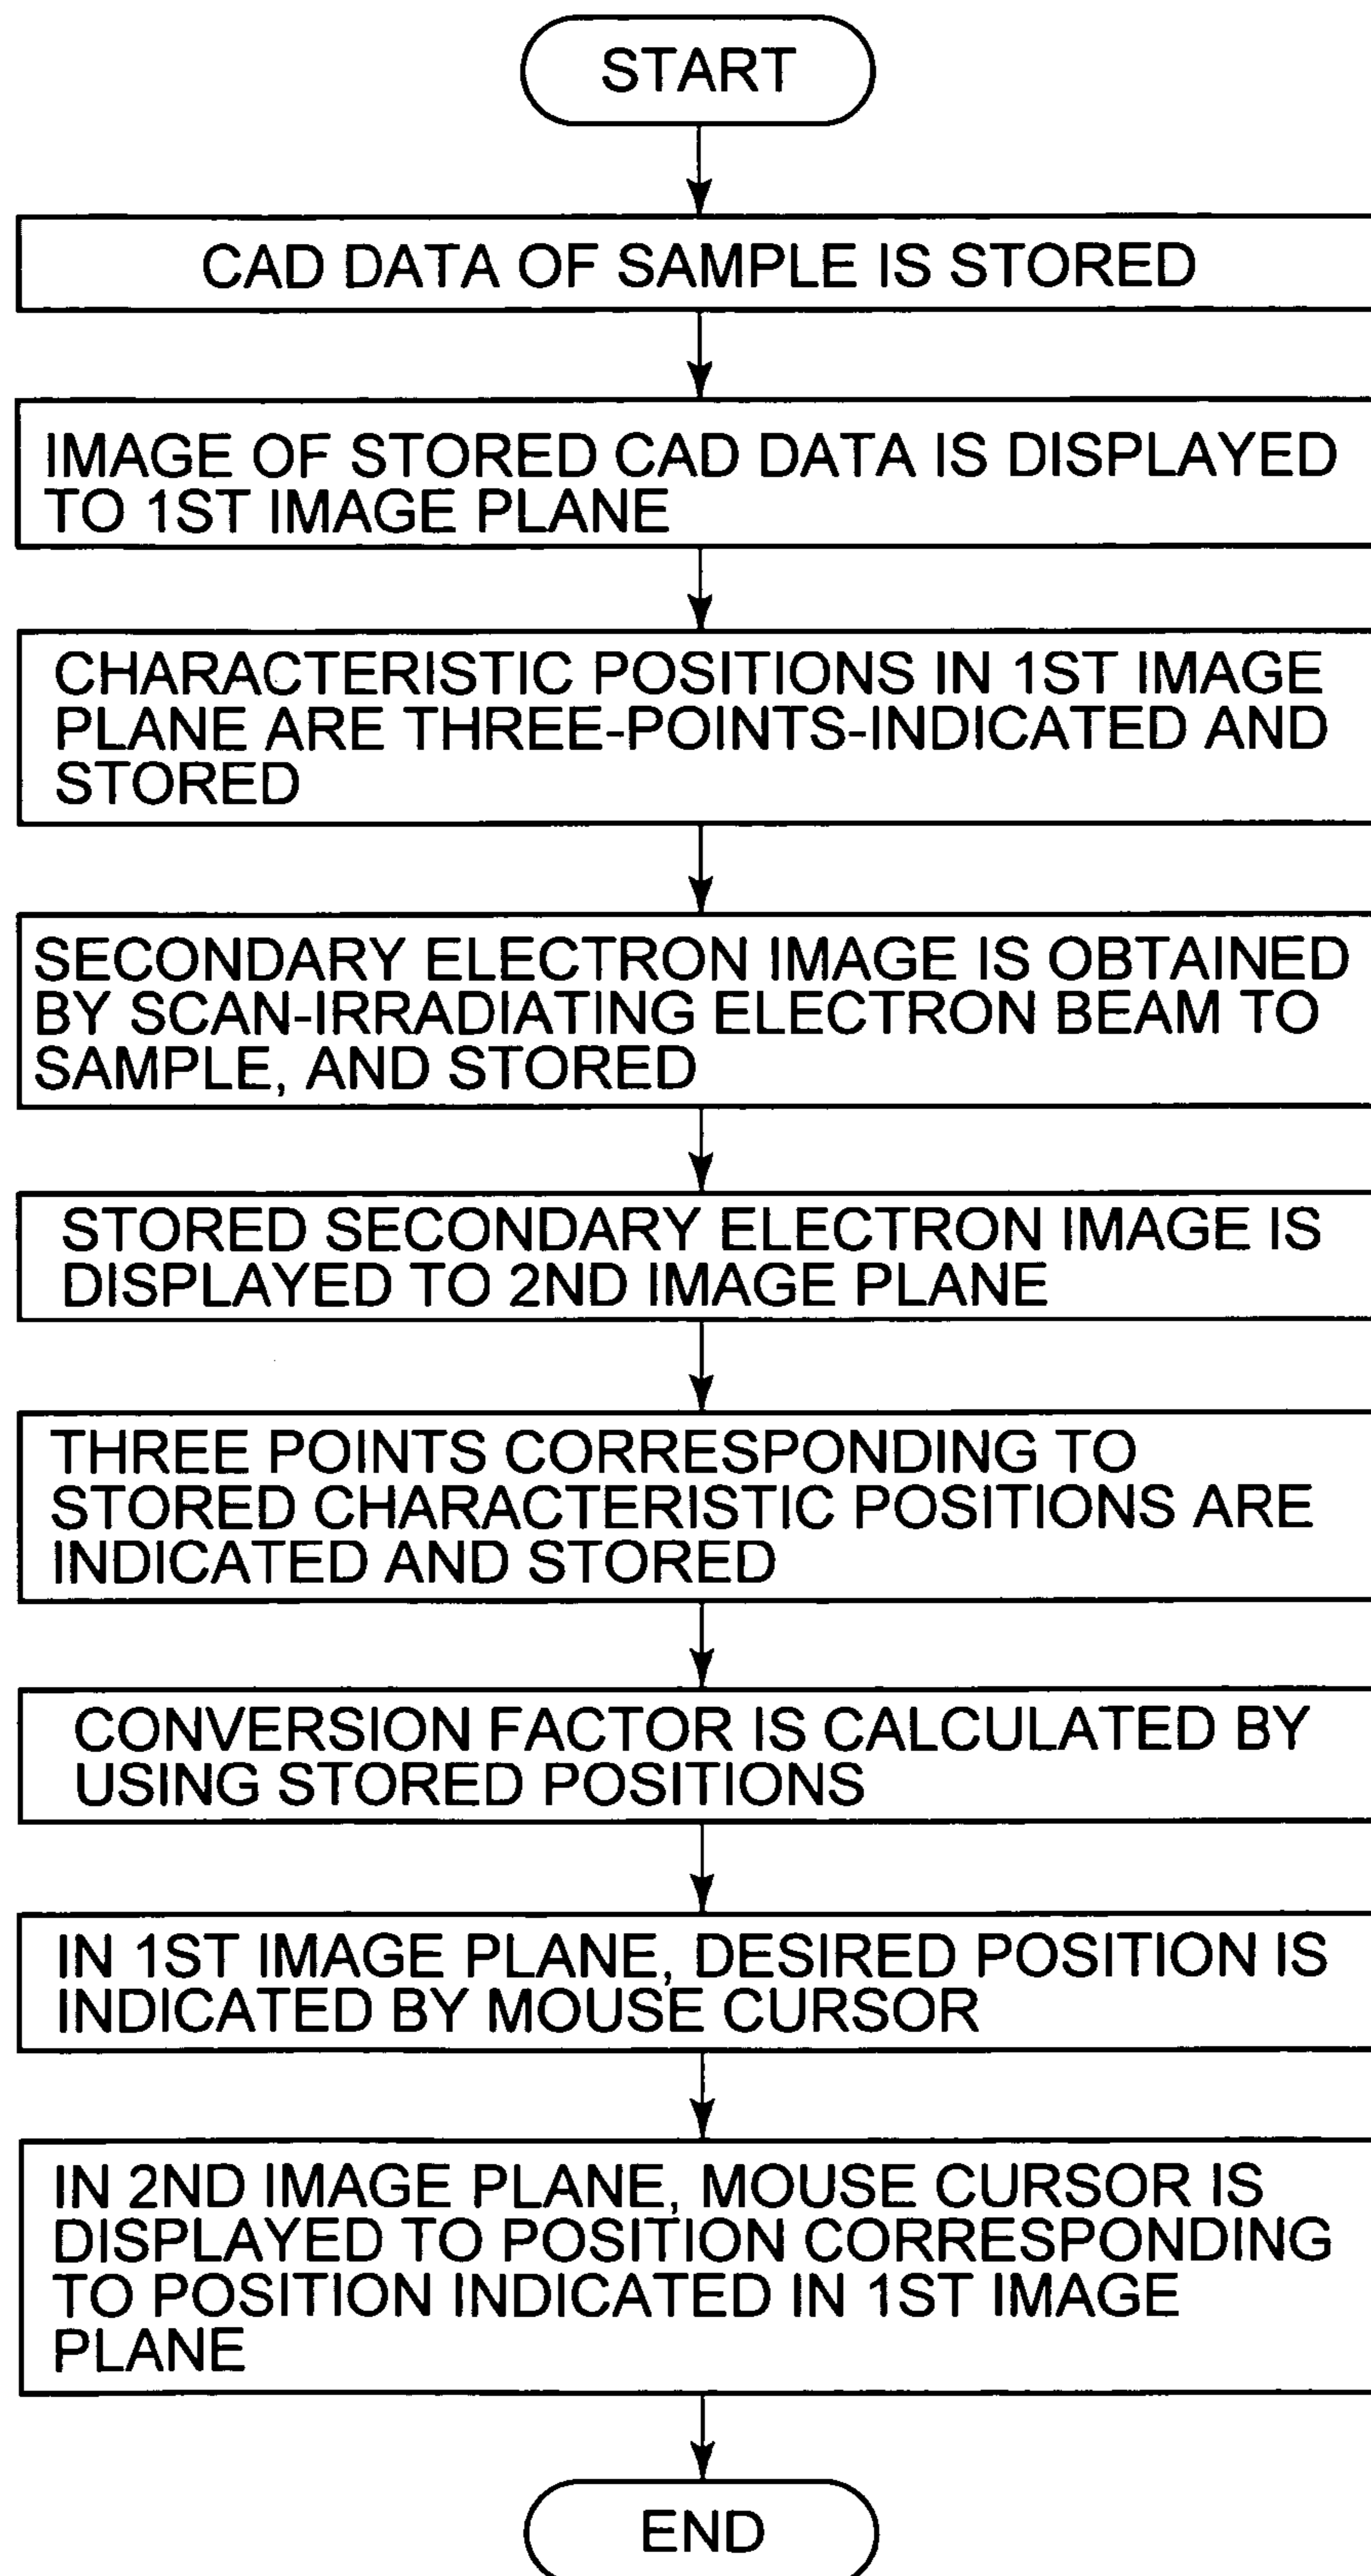 START
CAD DATA OF SAMPLE IS STORED
IMAGE OF STORED CAD DATA IS DISPLAYED
TO 1ST IMAGE PLANE
CHARACTERISTIC POSITIONS IN 1ST IMAGE
PLANE ARE THREE-POINTS-INDICATED AND
STORED
SECONDARY ELECTRON IMAGE IS OBTAINED
BY SCAN-IRRADIATING ELECTRON BEAM TO
SAMPLE, AND STORED
STORED SECONDARY ELECTRON IMAGE IS
DISPLAYED TO 2ND IMAGE PLANE
THREE POINTS CORRESPONDING TO
STORED CHARACTERISTIC POSITIONS ARE
INDICATED AND STORED
CONVERSION FACTOR IS CALCULATED BY
USING STORED POSITIONS
IN 1ST IMAGE PLANE, DESIRED POSITION IS
INDICATED BY MOUSE CURSOR
IN 2ND IMAGE PLANE, MOUSE CURSOR IS
DISPLAYED TO POSITION CORRESPONDING
TO POSITION INDICATED IN 1ST IMAGE
PLANE
END